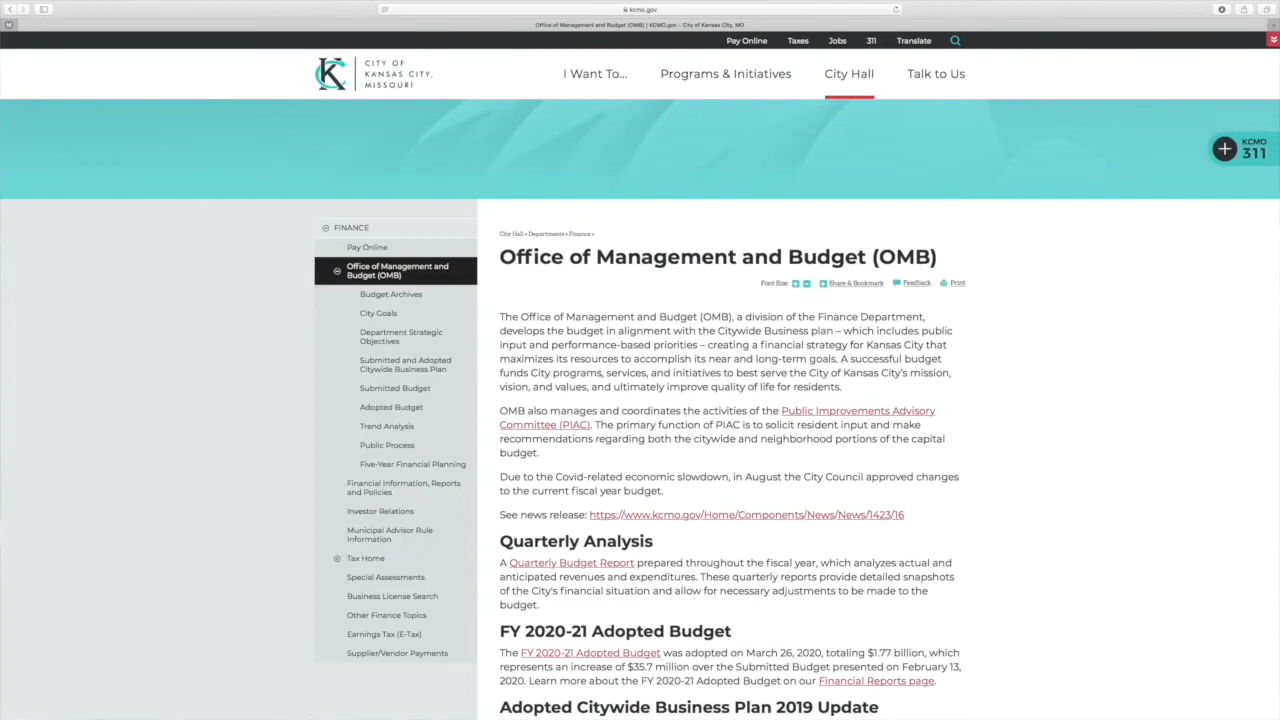 kcmo.gov
Office of Management and Budget (OMB) | KCMO.gov - City of Kansas City, MO
Pay Online Taxes Jobs 311 Translate
CITY OF
KANSAS CITY,
MISSOURI
I Want To... Programs & Initiatives City Hall Talk to Us
KCMO
311
FINANCE
Pay Online
Office of Management and
Budget (OMB)
Budget Archives
City Goals
Department Strategic
Objectives
Submitted and Adopted
Citywide Business Plan
Submitted Budget
Adopted Budget
Trend Analysis
Public Process
Five-Year Financial Planning
Financial Information, Reports
and Policies
Investor Relations
Municipal Advisor Rule
Information
Tax Home
Special Assessments
Business License Search
Other Finance Topics
Earnings Tax (E-Tax)
Supplier/Vendor Payments
City Hall » Departments » Finance »
Office of Management and Budget (OMB)
Font Size: + - Share & Bookmark Feedback Print
The Office of Management and Budget (OMB), a division of the Finance Department,
develops the budget in alignment with the Citywide Business plan – which includes public
input and performance-based priorities – creating a financial strategy for Kansas City that
maximizes its resources to accomplish its near and long-term goals. A successful budget
funds City programs, services, and initiatives to best serve the City of Kansas City's mission,
vision, and values, and ultimately improve quality of life for residents.
OMB also manages and coordinates the activities of the Public Improvements Advisory
Committee (PIAC). The primary function of PIAC is to solicit resident input and make
recommendations regarding both the citywide and neighborhood portions of the capital
budget.
Due to the Covid-related economic slowdown, in August the City Council approved changes
to the current fiscal year budget.
See news release: https://www.kcmo.gov/Home/Components/News/News/1423/16
Quarterly Analysis
A Quarterly Budget Report prepared throughout the fiscal year, which analyzes actual and
anticipated revenues and expenditures. These quarterly reports provide detailed snapshots
of the City's financial situation and allow for necessary adjustments to be made to the
budget.
FY 2020-21 Adopted Budget
The FY 2020-21 Adopted Budget was adopted on March 26, 2020, totaling $1.77 billion, which
represents an increase of $35.7 million over the Submitted Budget presented on February 13,
2020. Learn more about the FY 2020-21 Adopted Budget on our Financial Reports page.
Adopted Citywide Business Plan 2019 Update